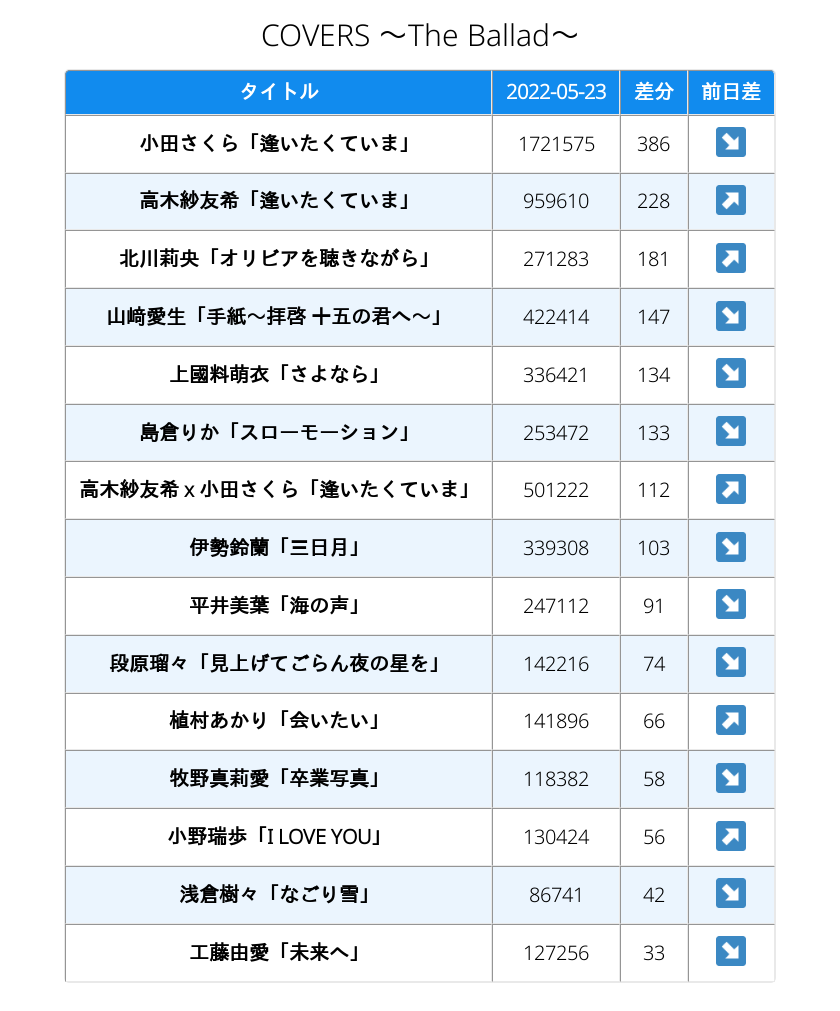 COVERS 〜The Ballad〜
タイトル 2022-05-23 差分 前日差
小田さくら「逢いたくていま」 1721575 386
高木紗友希「逢いたくていま」 959610 228
北川莉央「オリビアを聴きながら」 271283 181
山﨑愛生「手紙〜拝啓 十五の君へ〜」 422414 147
上國料萌衣「さよなら」 336421 134
島倉りか「スローモーション」 253472 133
高木紗友希 x 小田さくら「逢いたくていま」 501222 112
伊勢鈴蘭「三日月」 339308 103
平井美葉「海の声」 247112 91
段原瑠々「見上げてごらん夜の星を」 142216 74
植村あかり「会いたい」 141896 66
牧野真莉愛「卒業写真」 118382 58
小野瑞歩「I LOVE YOU」 130424 56
浅倉樹々「なごり雪」 86741 42
工藤由愛「未来へ」 127256 33